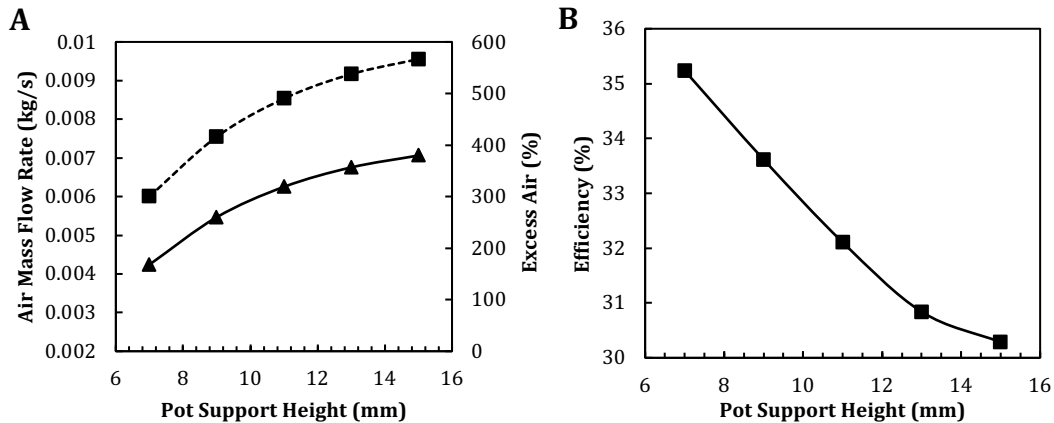 A
0.01
0.009
0.008
0.007
0.006
0.005
0.004
0.003
0.002
Air Mass Flow Rate (kg/s)
600
500
400
300
200
100
0
Excess Air (%)
6 8 10 12 14 16
Pot Support Height (mm)
B
36
35
34
33
32
31
30
Efficiency (%)
6 8 10 12 14 16
Pot Support Height (mm)